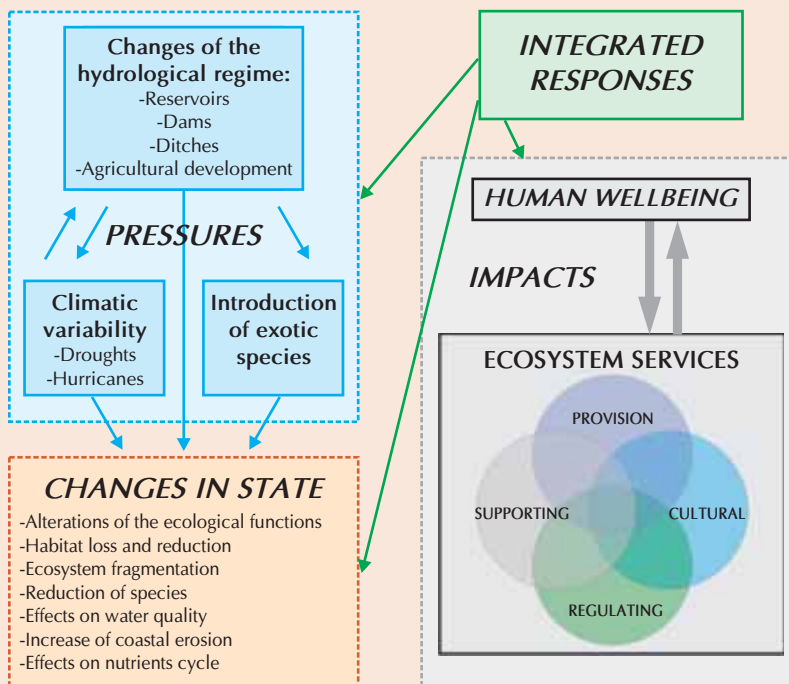 Changes of the
hydrological regime:
-Reservoirs
-Dams
-Ditches
-Agricultural development
PRESSURES
Climatic
variability
-Droughts
-Hurricanes
Introduction
of exotic
species
CHANGES IN STATE
-Alterations of the ecological functions
-Habitat loss and reduction
-Ecosystem fragmentation
-Reduction of species
-Effects on water quality
-Increase of coastal erosion
-Effects on nutrients cycle
INTEGRATED
RESPONSES
HUMAN WELLBEING
IMPACTS
ECOSYSTEM SERVICES
PROVISION
SUPPORTING
CULTURAL
REGULATING